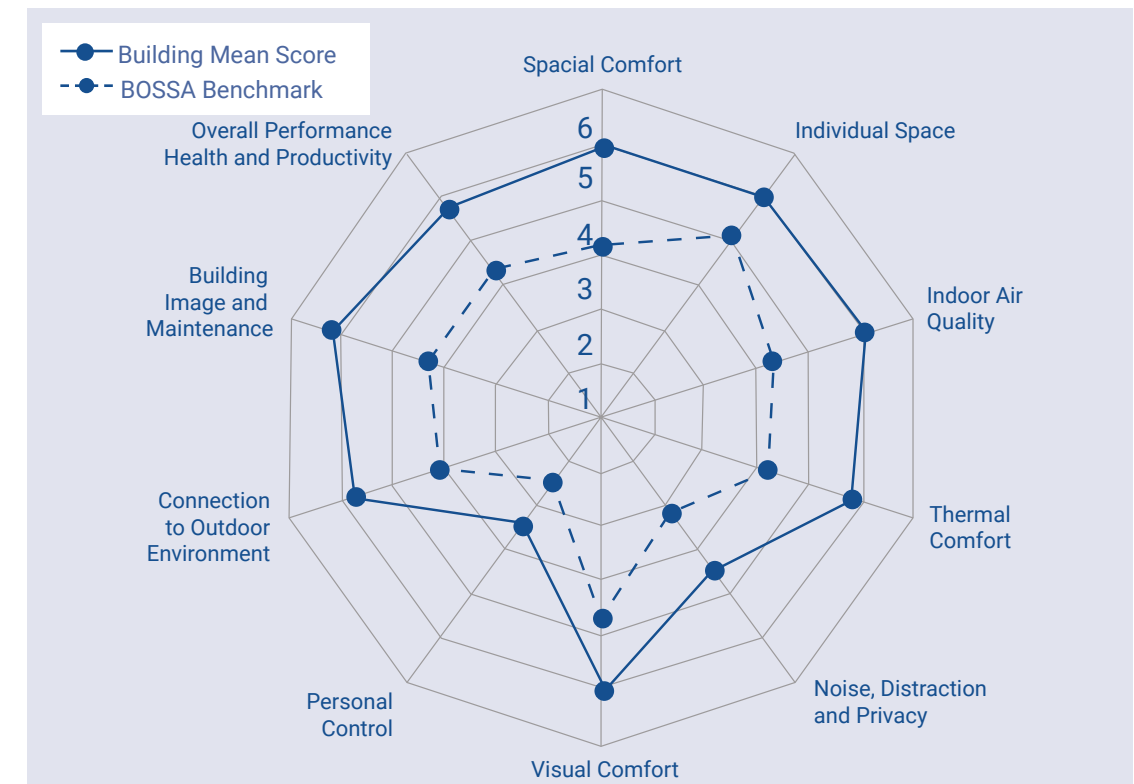 Building Mean Score
BOSSA Benchmark
Spacial Comfort
Overall Performance
Health and Productivity
Individual Space
6
5
4
3
2
1
Building
Image and
Maintenance
Indoor Air
Quality
Connection
to Outdoor
Environment
Thermal
Comfort
Personal
Control
Noise, Distraction
and Privacy
Visual Comfort